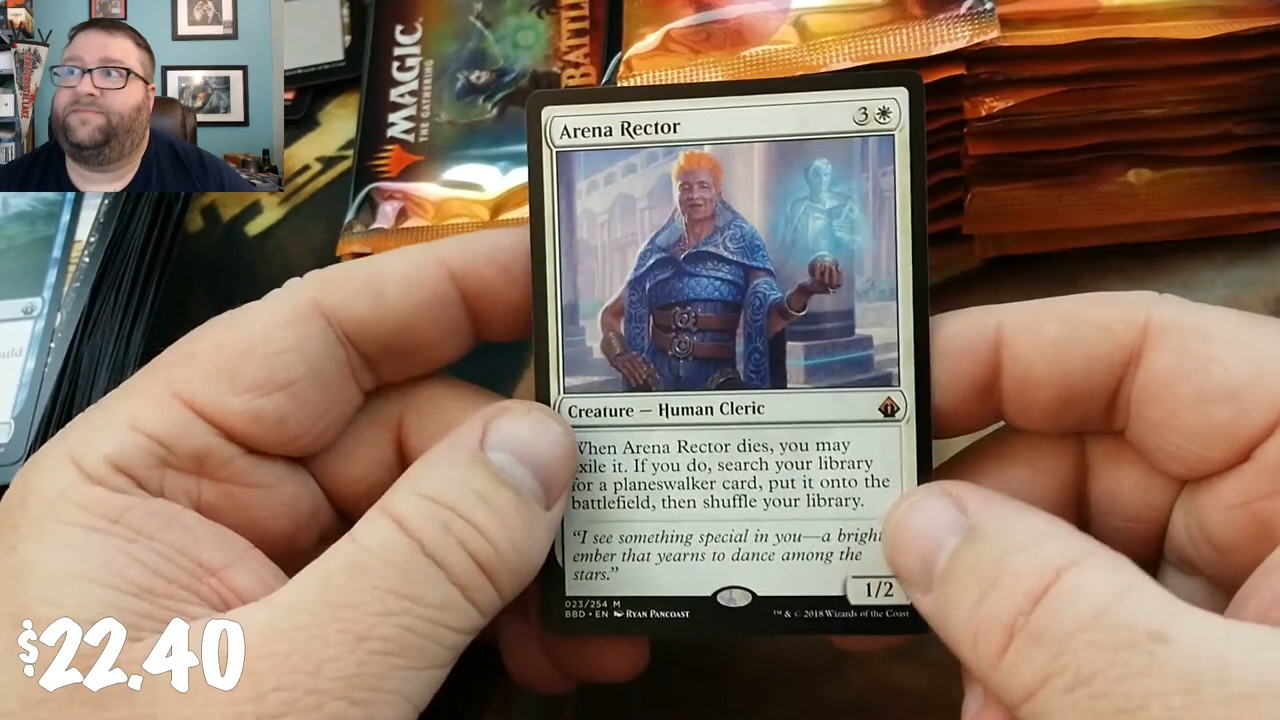 MAGIC
THE GATHERING
BATTLE
Arena Rector
3
Creature — Human Cleric
When Arena Rector dies, you may
exile it. If you do, search your library
for a planeswalker card, put it onto the
battlefield, then shuffle your library.
"I see something special in you—a bright
ember that yearns to dance among the
stars."
1/2
023/254 M
BBD • EN RYAN PANCOAST
™ & © 2018 Wizards of the Coast
$22.40